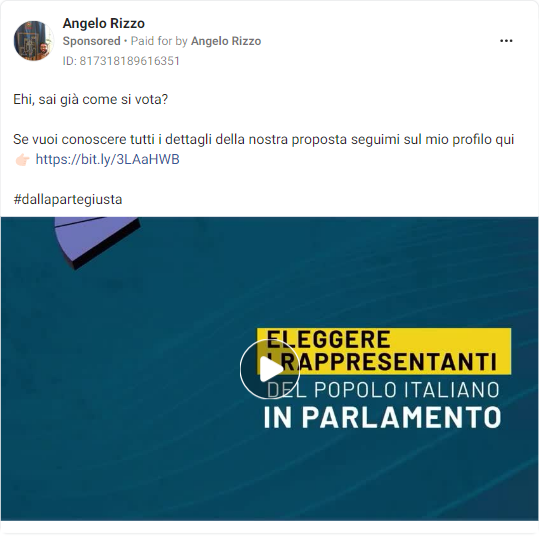 Angelo Rizzo
Sponsored • Paid for by Angelo Rizzo
ID: 817318189616351
Ehi, sai già come si vota?
Se vuoi conoscere tutti i dettagli della nostra proposta seguimi sul mio profilo qui
👉🏻 https://bit.ly/3LAaHWB
#dallapartegiusta
ELEGGERE
I RAPPRESENTANTI
DEL POPOLO ITALIANO
IN PARLAMENTO